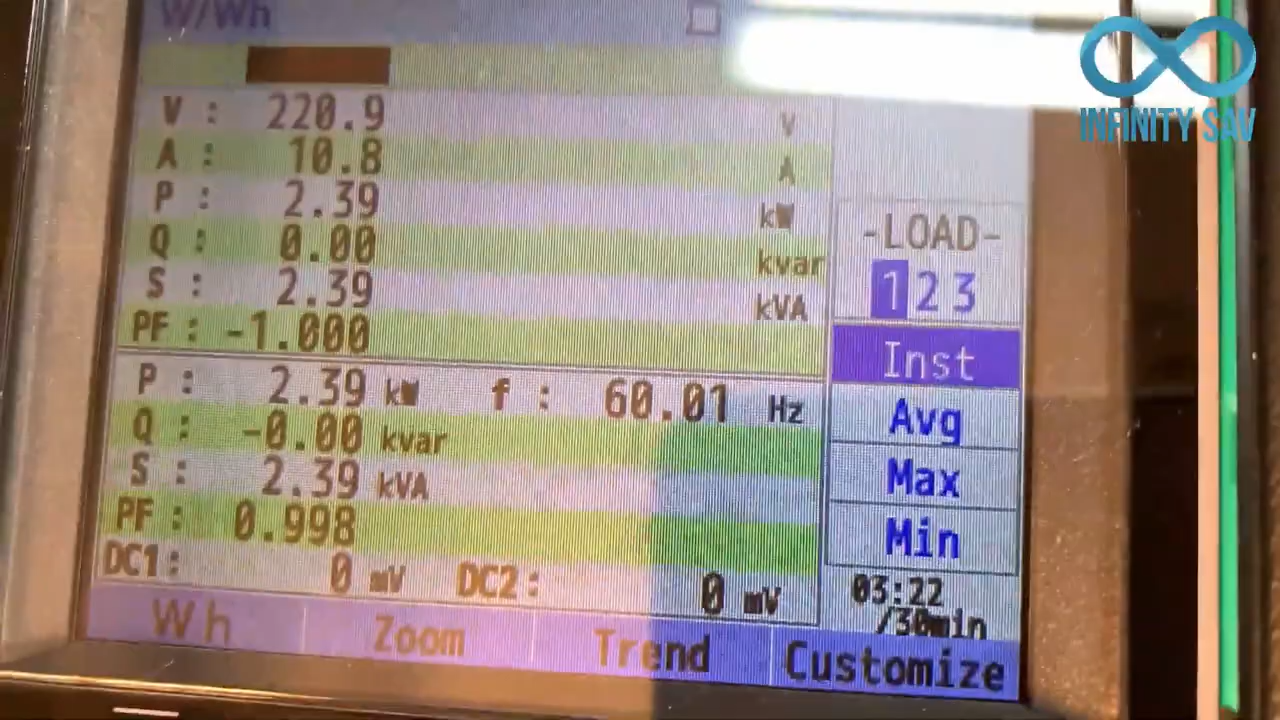 W/Wh
V : 220.9 V
A : 10.8 A
P : 2.39 kW
Q : 0.00 kvar
S : 2.39 kVA
PF : -1.000
P : 2.39 kW f : 60.01 Hz
Q : -0.00 kvar
S : 2.39 kVA
PF : 0.998
DC1: 0 mV DC2: 0 mV
-LOAD-
1 2 3
Inst
Avg
Max
Min
03:22
/30min
Wh Zoom Trend Customize
INFINITY SAV